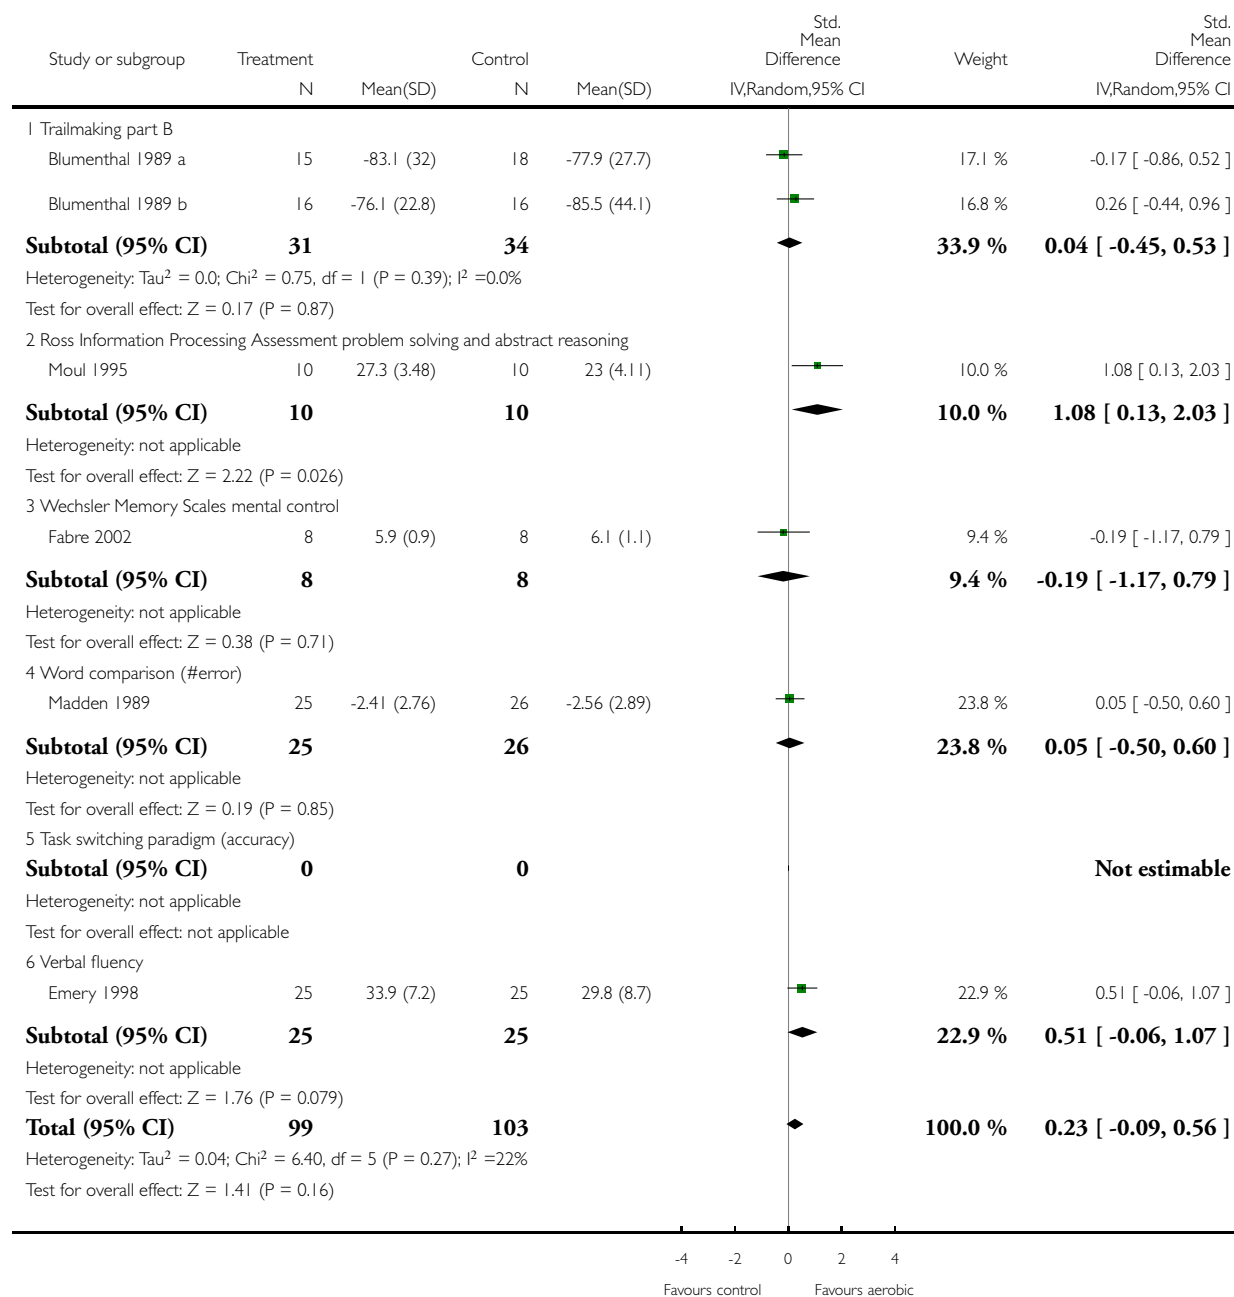 Std. Mean Difference Std. Mean Difference
Study or subgroup Treatment Control Weight
N Mean(SD) N Mean(SD) IV,Random,95% CI IV,Random,95% CI
1 Trailmaking part B
Blumenthal 1989 a 15 -83.1 (32) 18 -77.9 (27.7) 17.1 % -0.17 [ -0.86, 0.52 ]
Blumenthal 1989 b 16 -76.1 (22.8) 16 -85.5 (44.1) 16.8 % 0.26 [ -0.44, 0.96 ]
Subtotal (95% CI) 31 34 33.9 % 0.04 [ -0.45, 0.53 ]
Heterogeneity: Tau² = 0.0; Chi² = 0.75, df = 1 (P = 0.39); I² =0.0%
Test for overall effect: Z = 0.17 (P = 0.87)
2 Ross Information Processing Assessment problem solving and abstract reasoning
Moul 1995 10 27.3 (3.48) 10 23 (4.11) 10.0 % 1.08 [ 0.13, 2.03 ]
Subtotal (95% CI) 10 10 10.0 % 1.08 [ 0.13, 2.03 ]
Heterogeneity: not applicable
Test for overall effect: Z = 2.22 (P = 0.026)
3 Wechsler Memory Scales mental control
Fabre 2002 8 5.9 (0.9) 8 6.1 (1.1) 9.4 % -0.19 [ -1.17, 0.79 ]
Subtotal (95% CI) 8 8 9.4 % -0.19 [ -1.17, 0.79 ]
Heterogeneity: not applicable
Test for overall effect: Z = 0.38 (P = 0.71)
4 Word comparison (#error)
Madden 1989 25 -2.41 (2.76) 26 -2.56 (2.89) 23.8 % 0.05 [ -0.50, 0.60 ]
Subtotal (95% CI) 25 26 23.8 % 0.05 [ -0.50, 0.60 ]
Heterogeneity: not applicable
Test for overall effect: Z = 0.19 (P = 0.85)
5 Task switching paradigm (accuracy)
Subtotal (95% CI) 0 0 Not estimable
Heterogeneity: not applicable
Test for overall effect: not applicable
6 Verbal fluency
Emery 1998 25 33.9 (7.2) 25 29.8 (8.7) 22.9 % 0.51 [ -0.06, 1.07 ]
Subtotal (95% CI) 25 25 22.9 % 0.51 [ -0.06, 1.07 ]
Heterogeneity: not applicable
Test for overall effect: Z = 1.76 (P = 0.079)
Total (95% CI) 99 103 100.0 % 0.23 [ -0.09, 0.56 ]
Heterogeneity: Tau² = 0.04; Chi² = 6.40, df = 5 (P = 0.27); I² =22%
Test for overall effect: Z = 1.41 (P = 0.16)
-4 -2 0 2 4
Favours control Favours aerobic